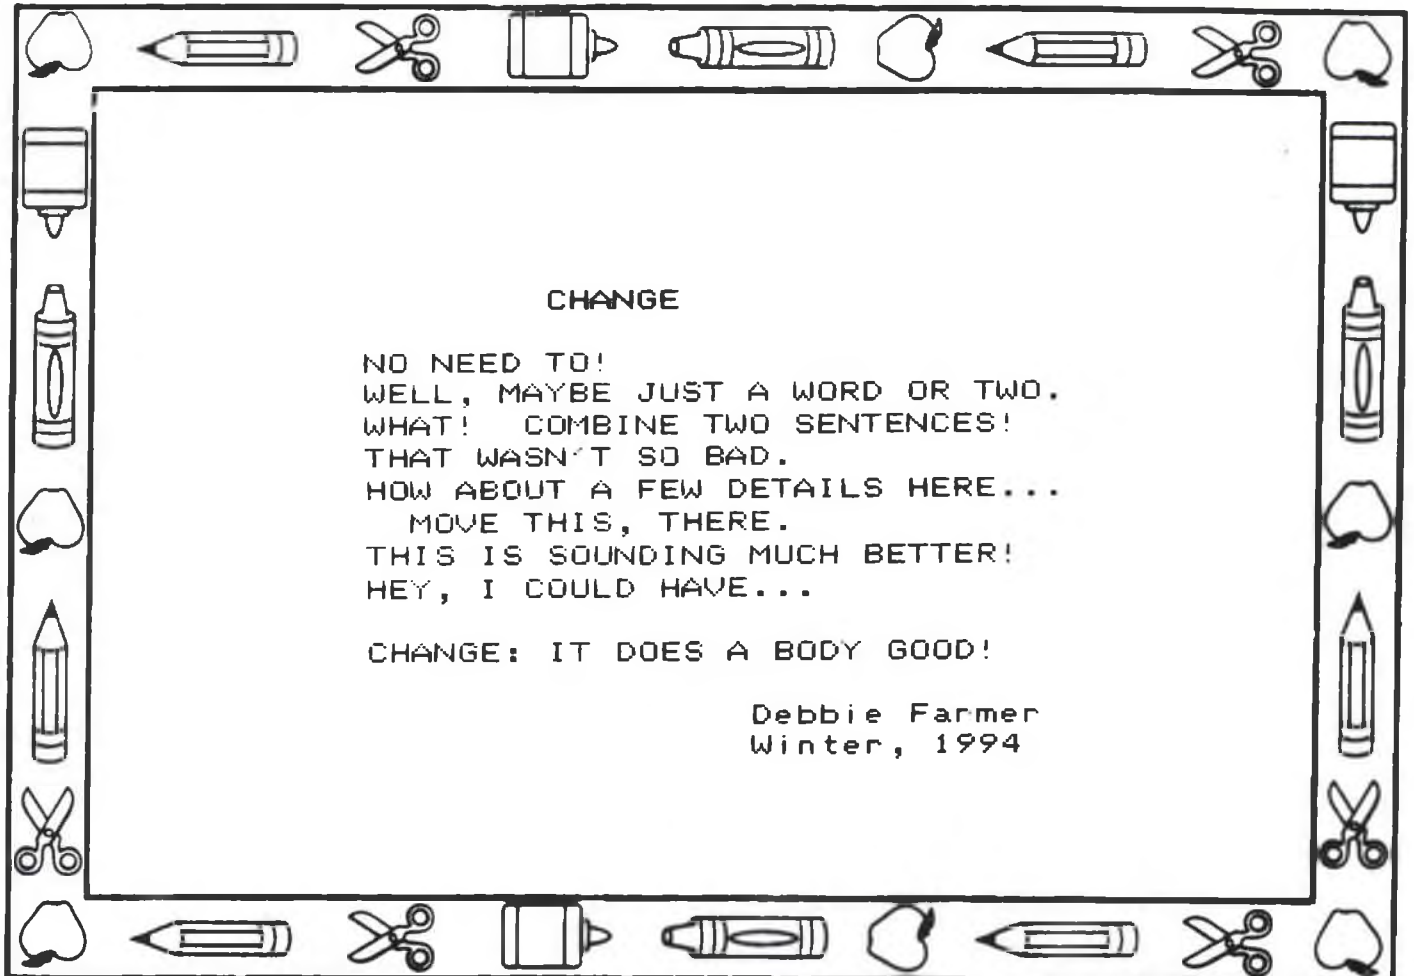 CHANGE
NO NEED TO!
WELL, MAYBE JUST A WORD OR TWO.
WHAT!  COMBINE TWO SENTENCES!
THAT WASN'T SO BAD.
HOW ABOUT A FEW DETAILS HERE...
MOVE THIS, THERE.
THIS IS SOUNDING MUCH BETTER!
HEY, I COULD HAVE...
CHANGE: IT DOES A BODY GOOD!
Debbie Farmer
Winter, 1994